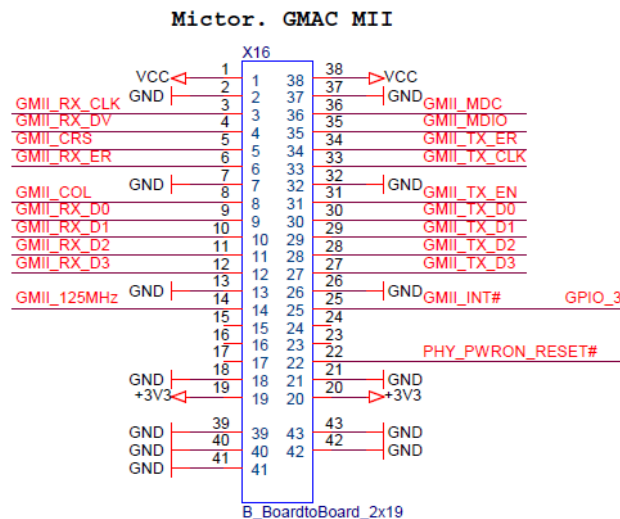 Mictor. GMAC MII
X16
VCC 1 1 38 38 VCC
GND 2 2 37 37 GND
GMII_RX_CLK 3 3 36 36 GMII_MDC
GMII_RX_DV 4 4 35 35 GMII_MDIO
GMII_CRS 5 5 34 34 GMII_TX_ER
GMII_RX_ER 6 6 33 33 GMII_TX_CLK
GND 7 7 32 32 GND
GMII_COL 8 8 31 31 GMII_TX_EN
GMII_RX_D0 9 9 30 30 GMII_TX_D0
GMII_RX_D1 10 10 29 29 GMII_TX_D1
GMII_RX_D2 11 11 28 28 GMII_TX_D2
GMII_RX_D3 12 12 27 27 GMII_TX_D3
GND 13 13 26 26 GND
GMII_125MHz 14 14 25 25 GMII_INT# GPIO_3
15 15 24 24
16 16 23 23
17 17 22 22 PHY_PWRON_RESET#
GND 18 18 21 21 GND
+3V3 19 19 20 20 +3V3
GND 39 39 43 43 GND
GND 40 40 42 42 GND
GND 41 41
B_BoardtoBoard_2x19